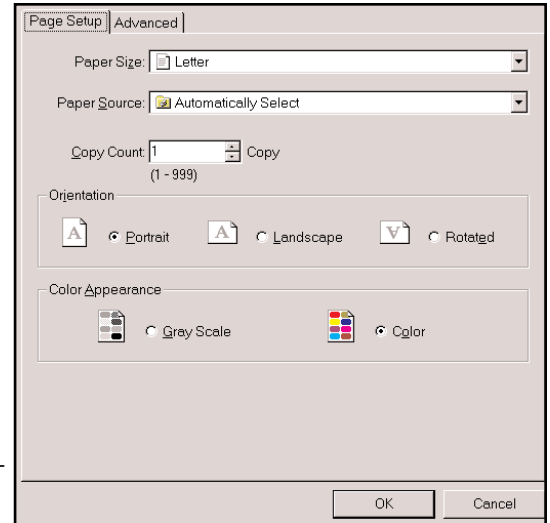 Page Setup Advanced
Paper Size: Letter
Paper Source: Automatically Select
Copy Count: 1 Copy
(1 - 999)
Orientation
A Portrait A Landscape A Rotated
Color Appearance
Gray Scale Color
OK Cancel